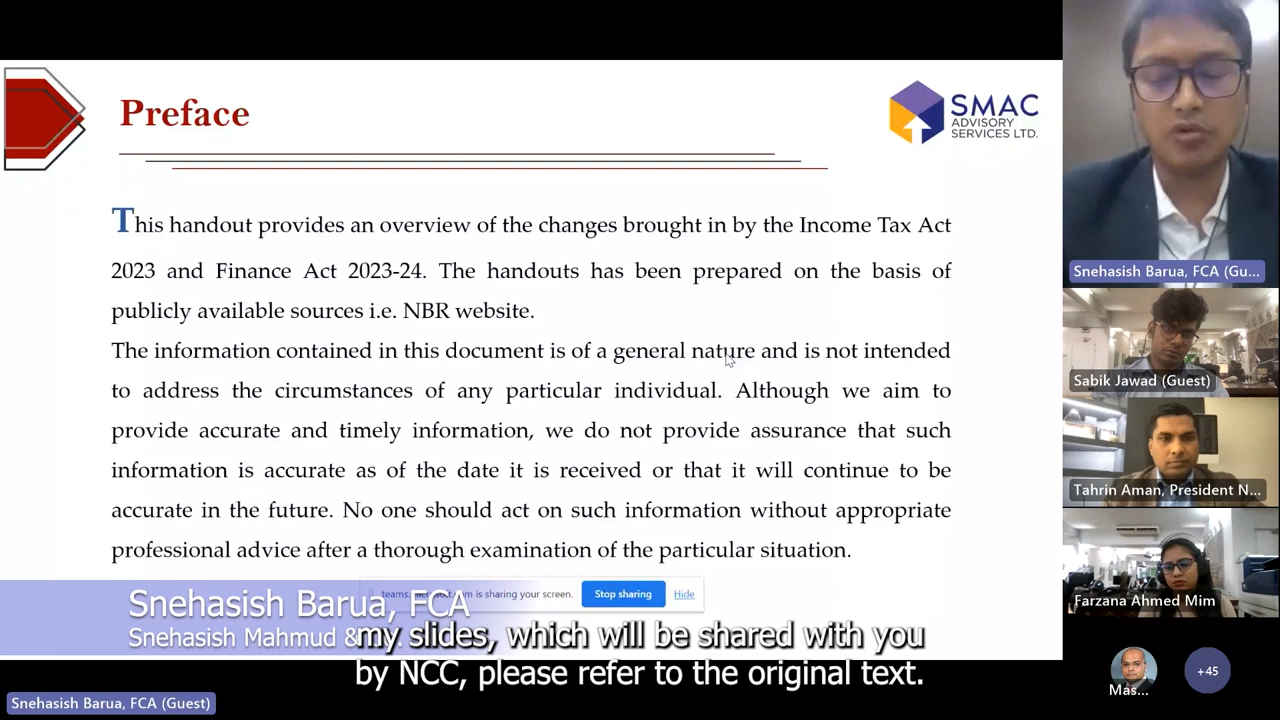 Preface
SMAC
ADVISORY
SERVICES LTD.
This handout provides an overview of the changes brought in by the Income Tax Act
2023 and Finance Act 2023-24. The handouts has been prepared on the basis of
publicly available sources i.e. NBR website.
The information contained in this document is of a general nature and is not intended
to address the circumstances of any particular individual. Although we aim to
provide accurate and timely information, we do not provide assurance that such
information is accurate as of the date it is received or that it will continue to be
accurate in the future. No one should act on such information without appropriate
professional advice after a thorough examination of the particular situation.
is sharing your screen.
Stop sharing
Hide
Snehasish Barua, FCA
Snehasish Mahmud &
my slides, which will be shared with you
by NCC, please refer to the original text.
Snehasish Barua, FCA (Guest)
Snehasish Barua, FCA (Gu...
Sabik Jawad (Guest)
Tahrin Aman, President N...
Farzana Ahmed Mim
Mas...
+45